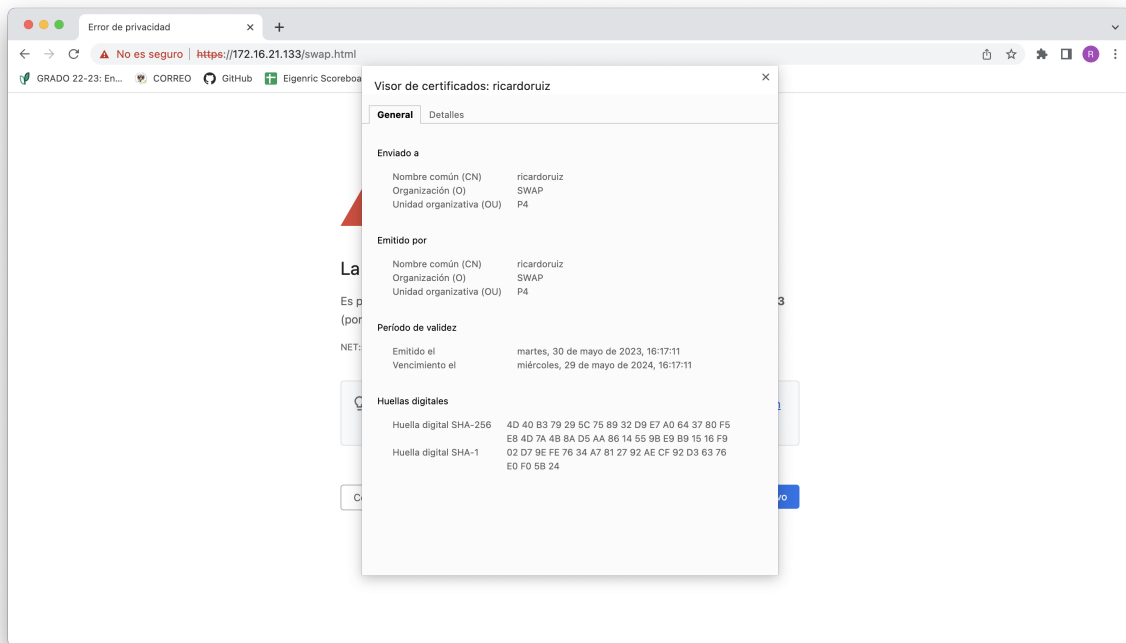 Error de privacidad
No es seguro | https://172.16.21.133/swap.html
R
GRADO 22-23: En... CORREO GitHub Eigenric Scoreboa
Visor de certificados: ricardoruiz
General Detalles
Enviado a
Nombre común (CN) ricardoruiz
Organización (O) SWAP
Unidad organizativa (OU) P4
Emitido por
Nombre común (CN) ricardoruiz
Organización (O) SWAP
Unidad organizativa (OU) P4
Período de validez
Emitido el martes, 30 de mayo de 2023, 16:17:11
Vencimiento el miércoles, 29 de mayo de 2024, 16:17:11
Huellas digitales
Huella digital SHA-256 4D 40 B3 79 29 5C 75 89 32 D9 E7 A0 64 37 80 F5
E8 4D 7A 4B 8A D5 AA 86 14 55 9B E9 B9 15 16 F9
Huella digital SHA-1 02 D7 9E FE 76 34 A7 81 27 92 AE CF 92 D3 63 76
E0 F0 5B 24
La
Es p 3
(por
NET: